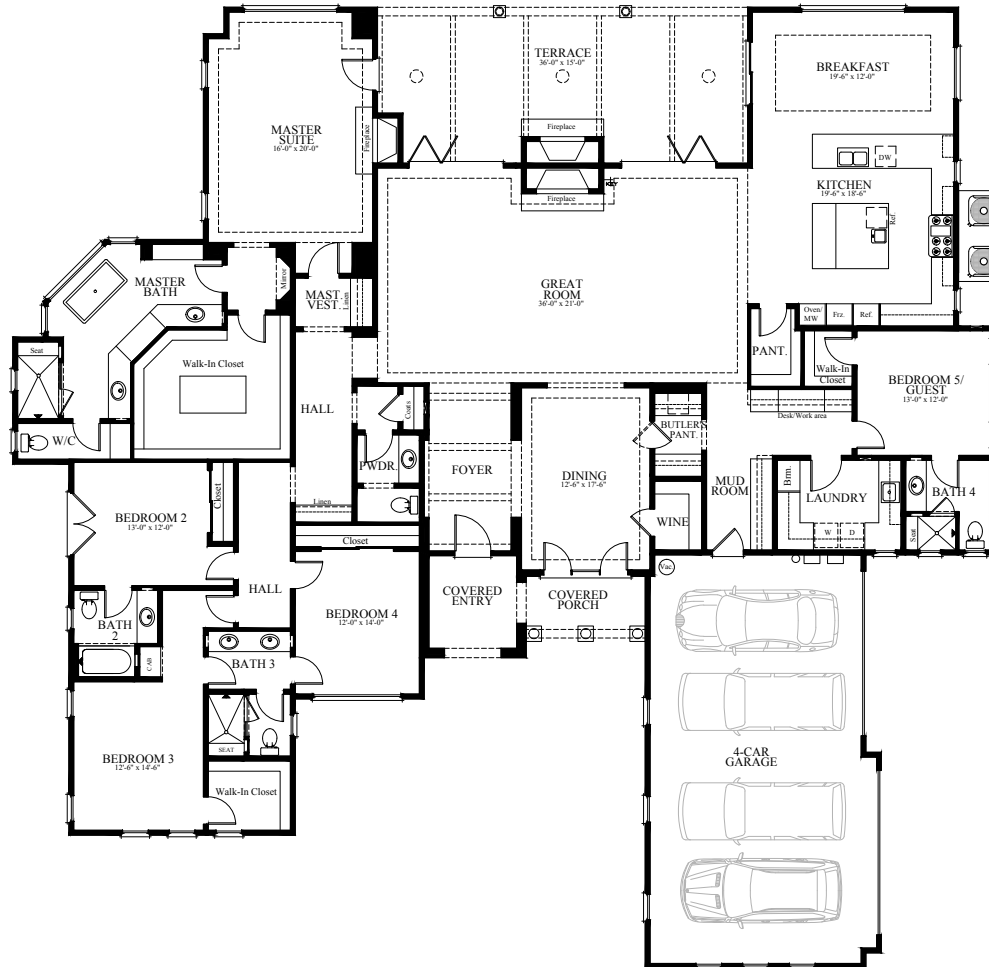 TERRACE
36'-0" x 15'-0"
BREAKFAST
19'-6" x 12'-0"
MASTER
SUITE
16'-0" x 20'-0"
Fireplace
Fireplace
Fireplace
DW
KITCHEN
19'-6" x 18'-6"
Ref.
MASTER
BATH
Mirror
MAST.
VEST.
Linen
GREAT
ROOM
36'-0" x 21'-0"
Oven/
MW
Frz.
Ref.
Seat
Walk-In Closet
PANT.
Walk-In
Closet
BEDROOM 5/
GUEST
13'-0" x 12'-0"
HALL
Coats
Desk/Work area
W/C
PWDR.
FOYER
BUTLER'S
PANT.
DINING
12'-6" x 17'-6"
MUD
ROOM
Brm.
LAUNDRY
BATH 4
Closet
BEDROOM 2
13'-0" x 12'-0"
Linen
WINE
W
D
Seat
Closet
Vac.
HALL
COVERED
ENTRY
COVERED
PORCH
BEDROOM 4
12'-0" x 14'-0"
BATH
2
CAB
BATH 3
SEAT
BEDROOM 3
12'-6" x 14'-6"
4-CAR
GARAGE
Walk-In Closet